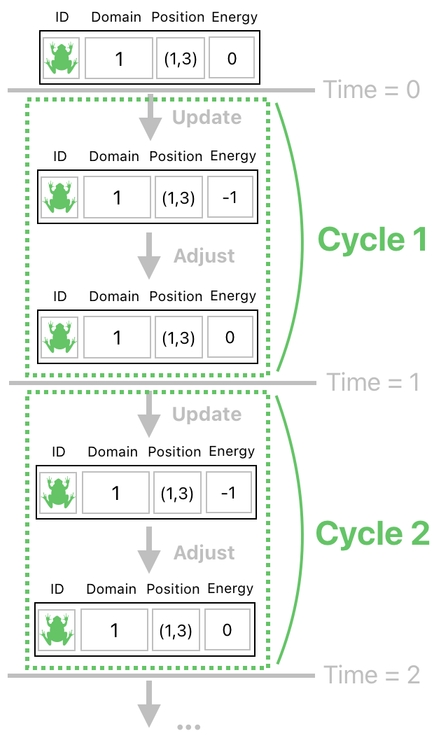 ID Domain Position Energy
1 (1,3) 0
Time = 0
Update
ID Domain Position Energy
1 (1,3) -1
Cycle 1
Adjust
ID Domain Position Energy
1 (1,3) 0
Time = 1
Update
ID Domain Position Energy
1 (1,3) -1
Cycle 2
Adjust
ID Domain Position Energy
1 (1,3) 0
Time = 2
...